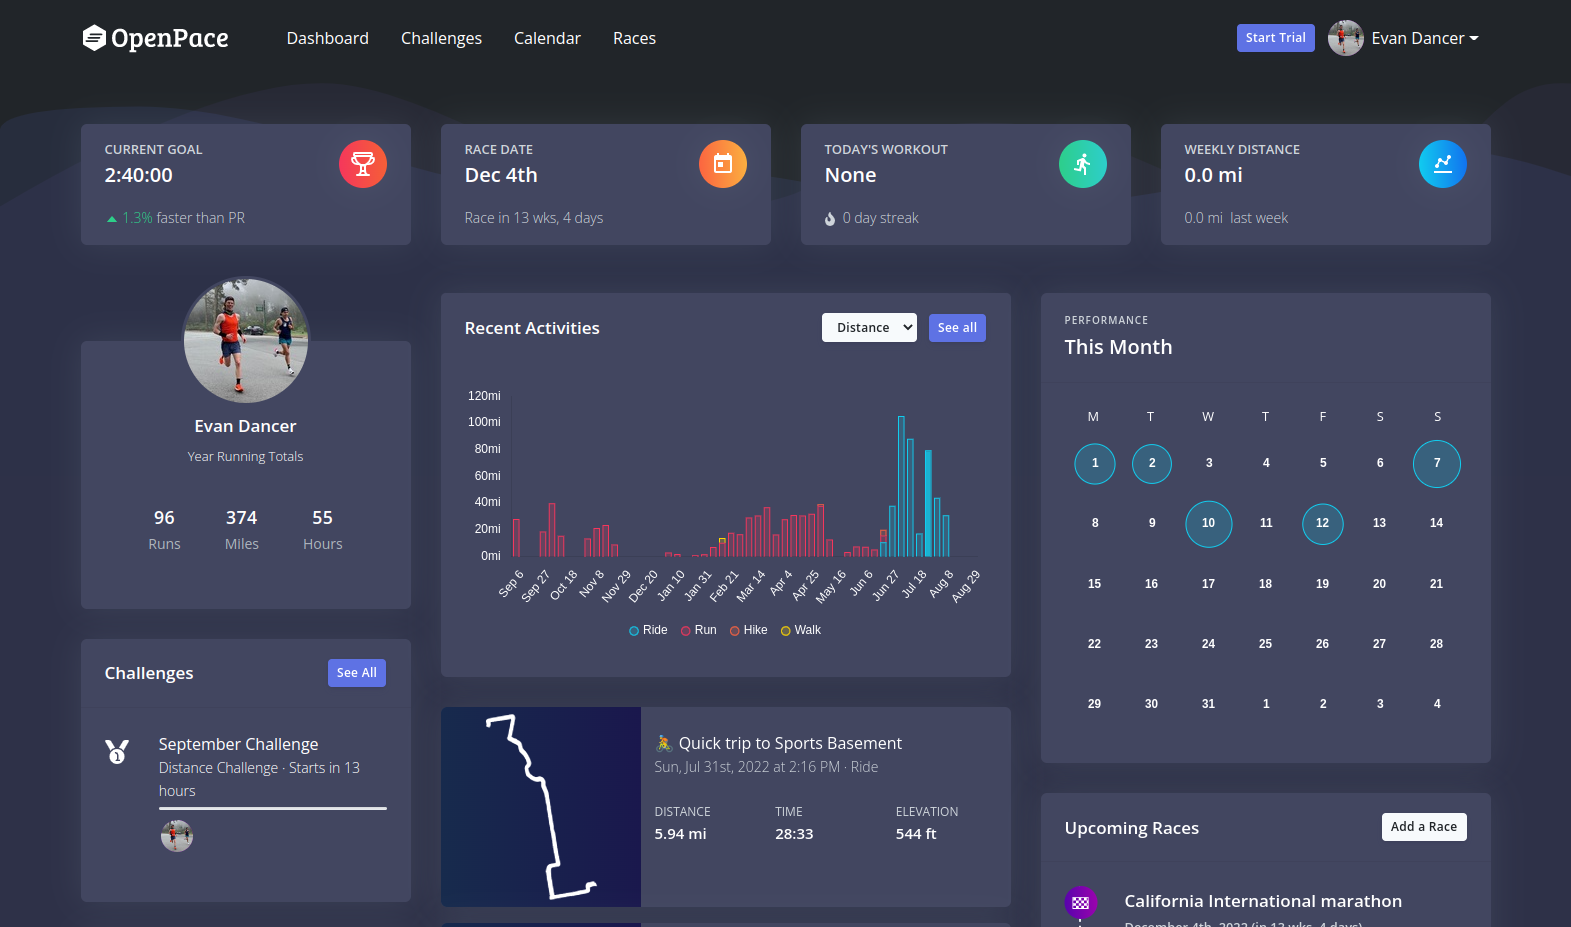 OpenPace
Dashboard
Challenges
Calendar
Races
Start Trial
Evan Dancer
CURRENT GOAL
2:40:00
1.3% faster than PR
RACE DATE
Dec 4th
Race in 13 wks, 4 days
TODAY'S WORKOUT
None
0 day streak
WEEKLY DISTANCE
0.0 mi
0.0 mi last week
Evan Dancer
Year Running Totals
96
Runs
374
Miles
55
Hours
Challenges
See All
1
September Challenge
Distance Challenge · Starts in 13
hours
Recent Activities
Distance
See all
120mi
100mi
80mi
60mi
40mi
20mi
0mi
Sep 6
Sep 27
Oct 18
Nov 8
Nov 29
Dec 20
Jan 10
Jan 31
Feb 21
Mar 14
Apr 4
Apr 25
May 16
Jun 6
Jun 27
Jul 18
Aug 8
Aug 29
Ride
Run
Hike
Walk
Quick trip to Sports Basement
Sun, Jul 31st, 2022 at 2:16 PM · Ride
DISTANCE
5.94 mi
TIME
28:33
ELEVATION
544 ft
PERFORMANCE
This Month
M T W T F S S
1 2 3 4 5 6 7
8 9 10 11 12 13 14
15 16 17 18 19 20 21
22 23 24 25 26 27 28
29 30 31 1 2 3 4
Upcoming Races
Add a Race
California International marathon
December 4th, 2022 (in 13 wks, 4 days)